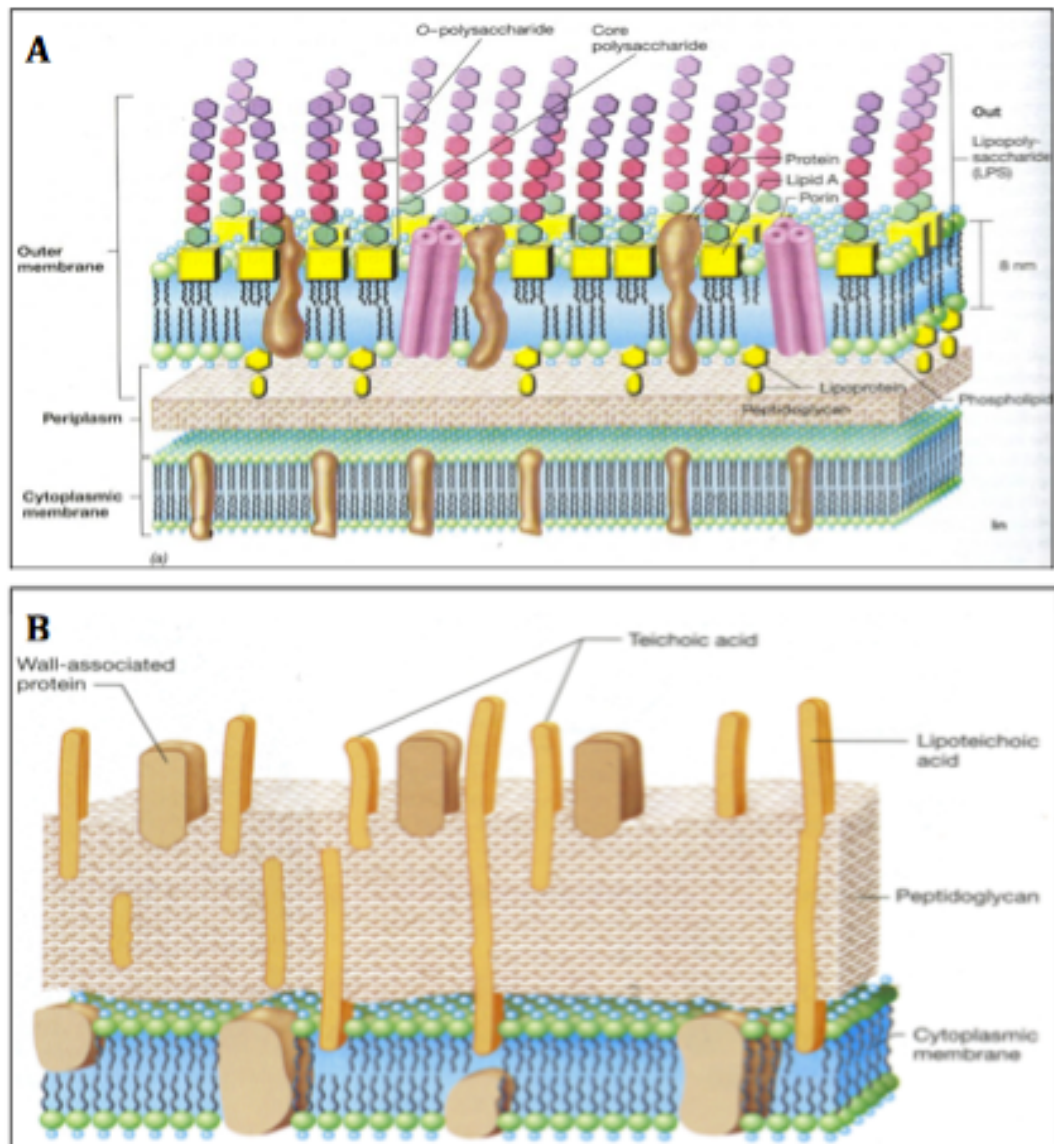 A
O–polysaccharide
Core
polysaccharide
Out
Lipopoly-
saccharide
(LPS)
Protein
Lipid A
Porin
Outer
membrane
8 nm
Lipoprotein
Phospholipid
Peptidoglycan
Periplasm
Cytoplasmic
membrane
In
(a)
B
Wall-associated
protein
Teichoic acid
Lipoteichoic
acid
Peptidoglycan
Cytoplasmic
membrane